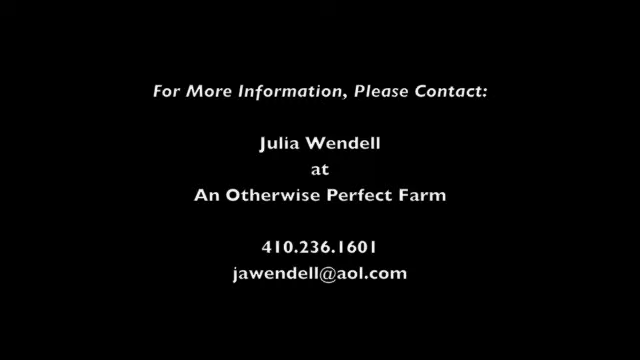 For More Information, Please Contact:
Julia Wendell
at
An Otherwise Perfect Farm
410.236.1601
jawendell@aol.com